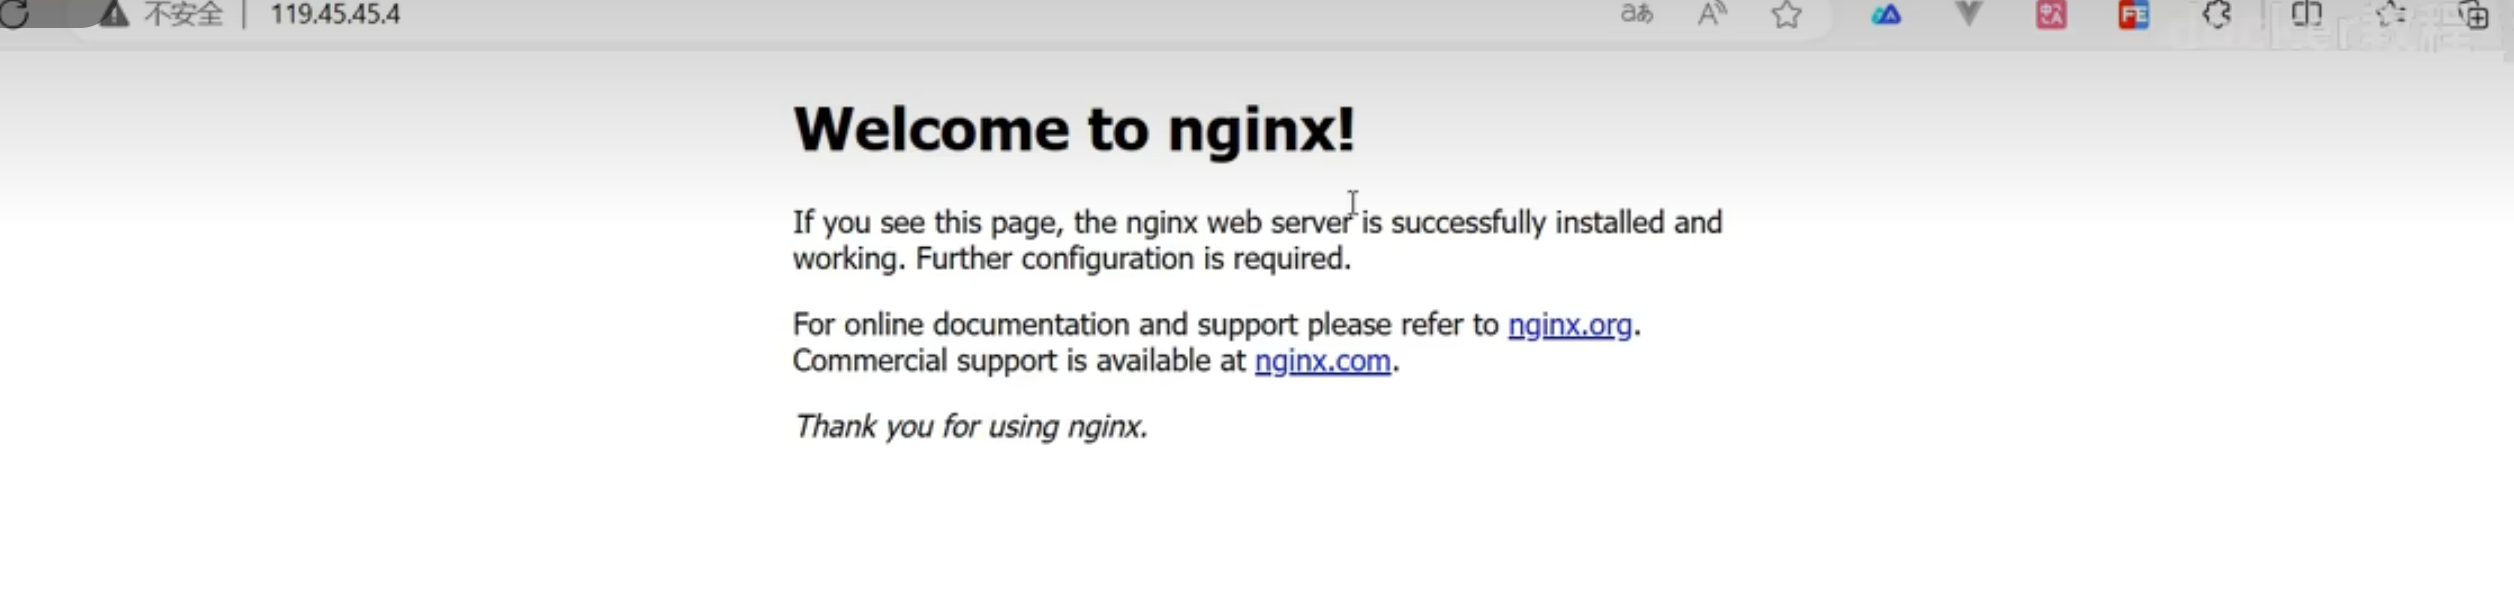 不安全 | 119.45.45.4
Welcome to nginx!
If you see this page, the nginx web server is successfully installed and
working. Further configuration is required.
For online documentation and support please refer to nginx.org.
Commercial support is available at nginx.com.
Thank you for using nginx.